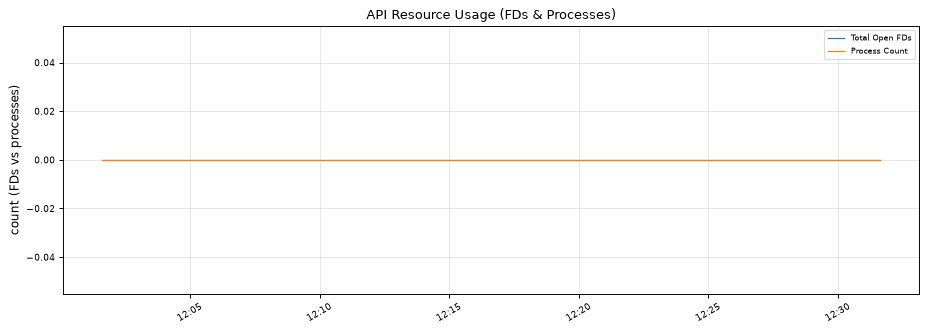 API Resource Usage (FDs & Processes)
Total Open FDs
Process Count
count (FDs vs processes)
0.04
0.02
0.00
−0.02
−0.04
12:05
12:10
12:15
12:20
12:25
12:30